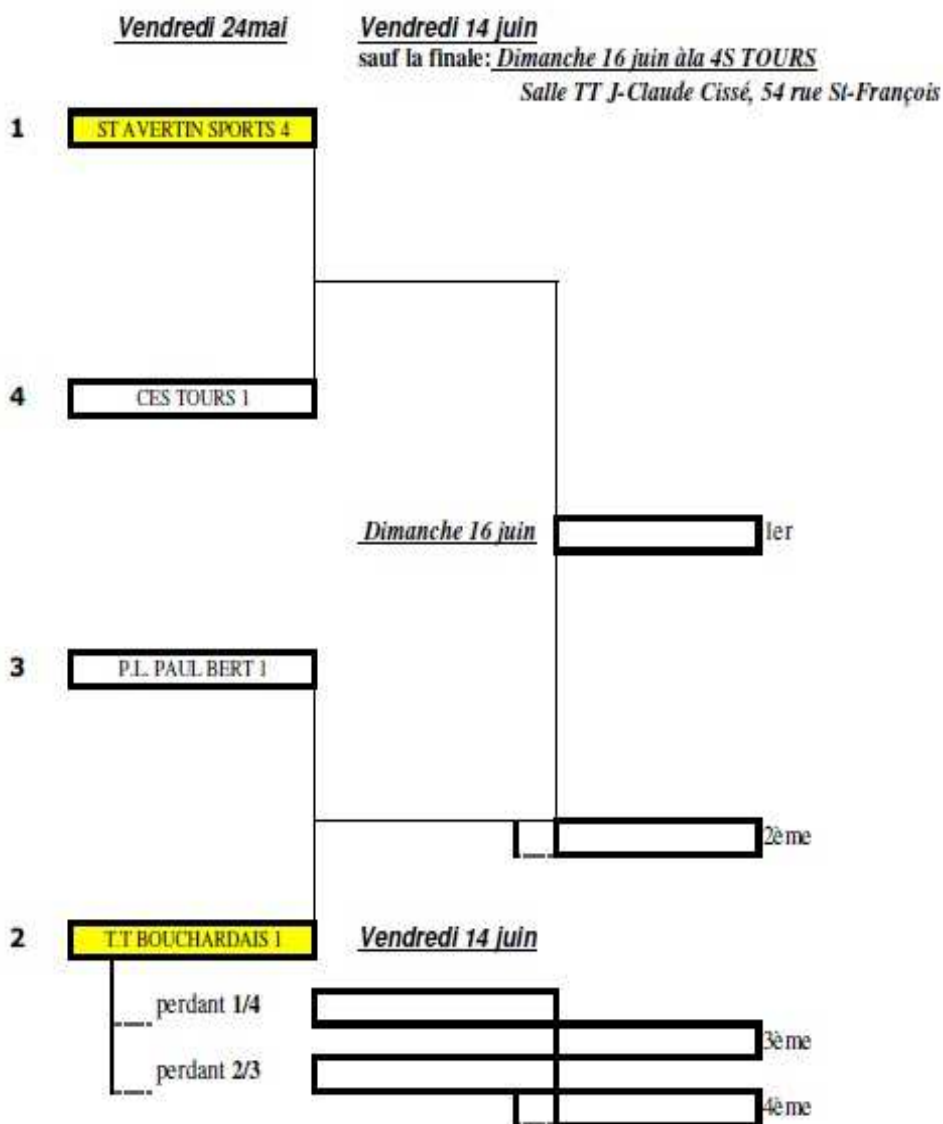 Vendredi 24mai
Vendredi 14 juin
sauf la finale: Dimanche 16 juin àla 4S TOURS
Salle TT J-Claude Cissé, 54 rue St-François
1 ST AVERTIN SPORTS 4
4 CES TOURS 1
Dimanche 16 juin 1er
3 P.L. PAUL BERT 1
2ème
2 T.T BOUCHARDAIS 1 Vendredi 14 juin
perdant 1/4
3ème
perdant 2/3
4ème